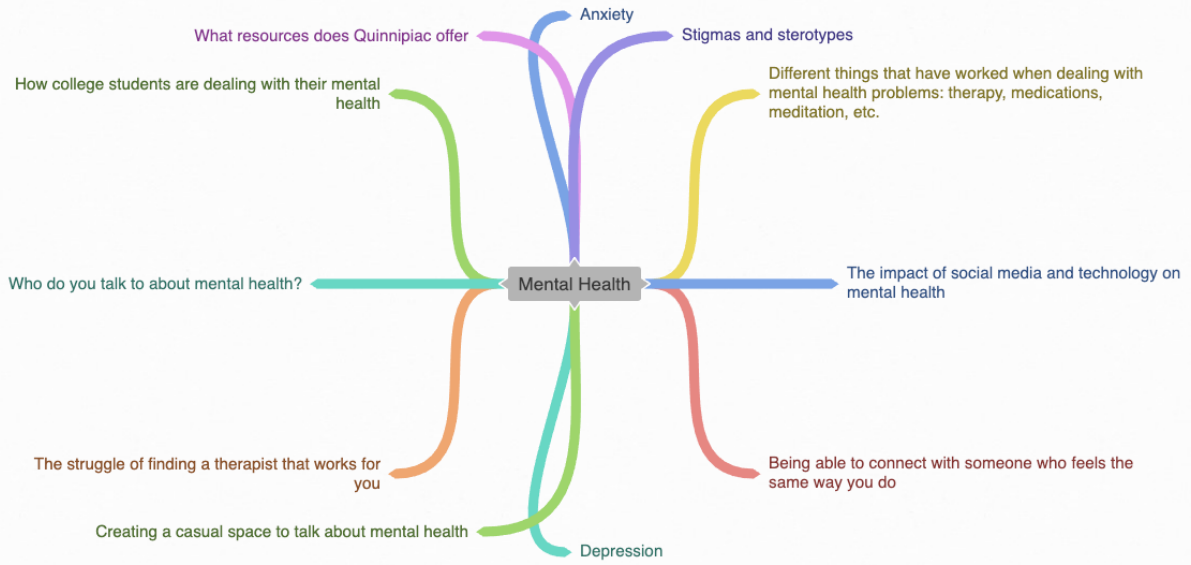 Anxiety
What resources does Quinnipiac offer
Stigmas and sterotypes
How college students are dealing with their mental
health
Different things that have worked when dealing with
mental health problems: therapy, medications,
meditation, etc.
Who do you talk to about mental health?
Mental Health
The impact of social media and technology on
mental health
The struggle of finding a therapist that works for
you
Being able to connect with someone who feels the
same way you do
Creating a casual space to talk about mental health
Depression